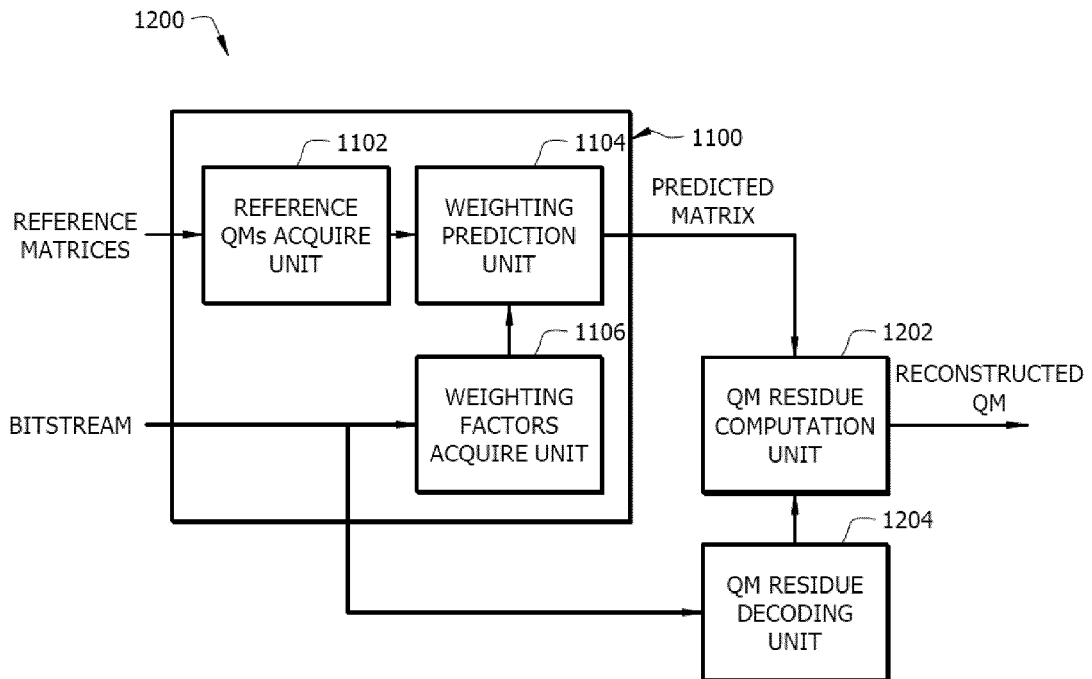 1200
1102
1104
1100
REFERENCE
MATRICES
REFERENCE
QMs ACQUIRE
UNIT
WEIGHTING
PREDICTION
UNIT
PREDICTED
MATRIX
1106
1202
BITSTREAM
WEIGHTING
FACTORS
ACQUIRE UNIT
QM RESIDUE
COMPUTATION
UNIT
RECONSTRUCTED
QM
1204
QM RESIDUE
DECODING
UNIT